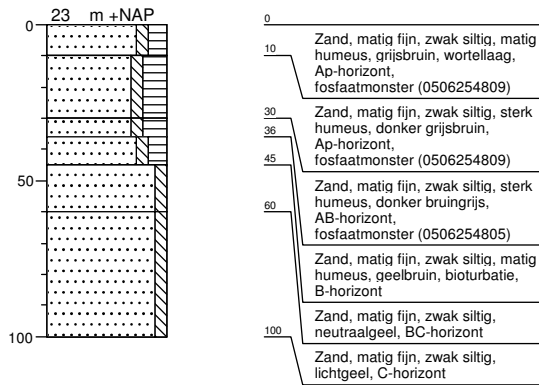 23 m +NAP
0
50
100
0
Zand, matig fijn, zwak siltig, matig
humeus, grijsbruin, wortellaag,
Ap-horizont,
fosfaatmonster (0506254809)
10
Zand, matig fijn, zwak siltig, sterk
humeus, donker grijsbruin,
Ap-horizont,
fosfaatmonster (0506254809)
30
Zand, matig fijn, zwak siltig, sterk
humeus, donker bruingrijs,
AB-horizont,
fosfaatmonster (0506254805)
36
Zand, matig fijn, zwak siltig, matig
humeus, geelbruin, bioturbatie,
B-horizont
45
Zand, matig fijn, zwak siltig,
neutraalgeel, BC-horizont
60
Zand, matig fijn, zwak siltig,
lichtgeel, C-horizont
100